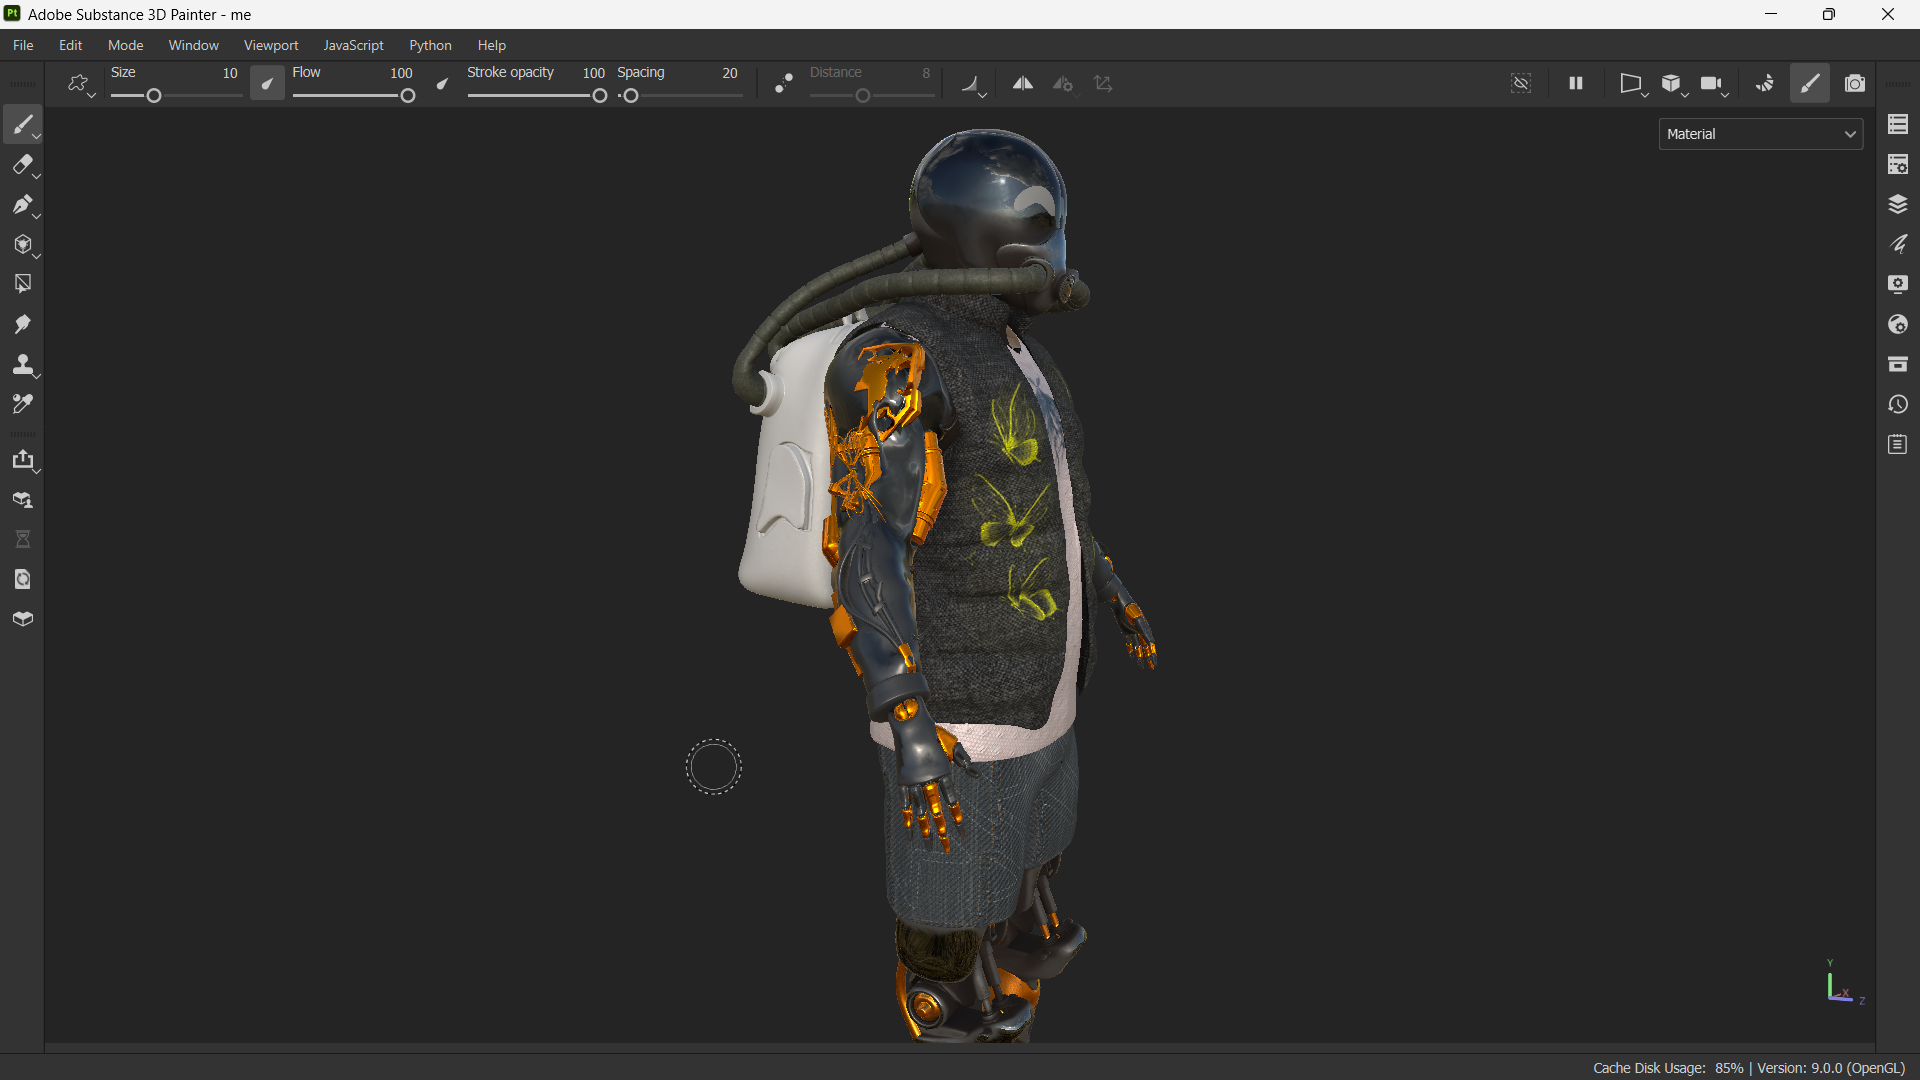 Pt Adobe Substance 3D Painter - me
File Edit Mode Window Viewport JavaScript Python Help
Size 10 Flow 100 Stroke opacity 100 Spacing 20 Distance 8
Material
Y
X
Z
Cache Disk Usage: 85% | Version: 9.0.0 (OpenGL)